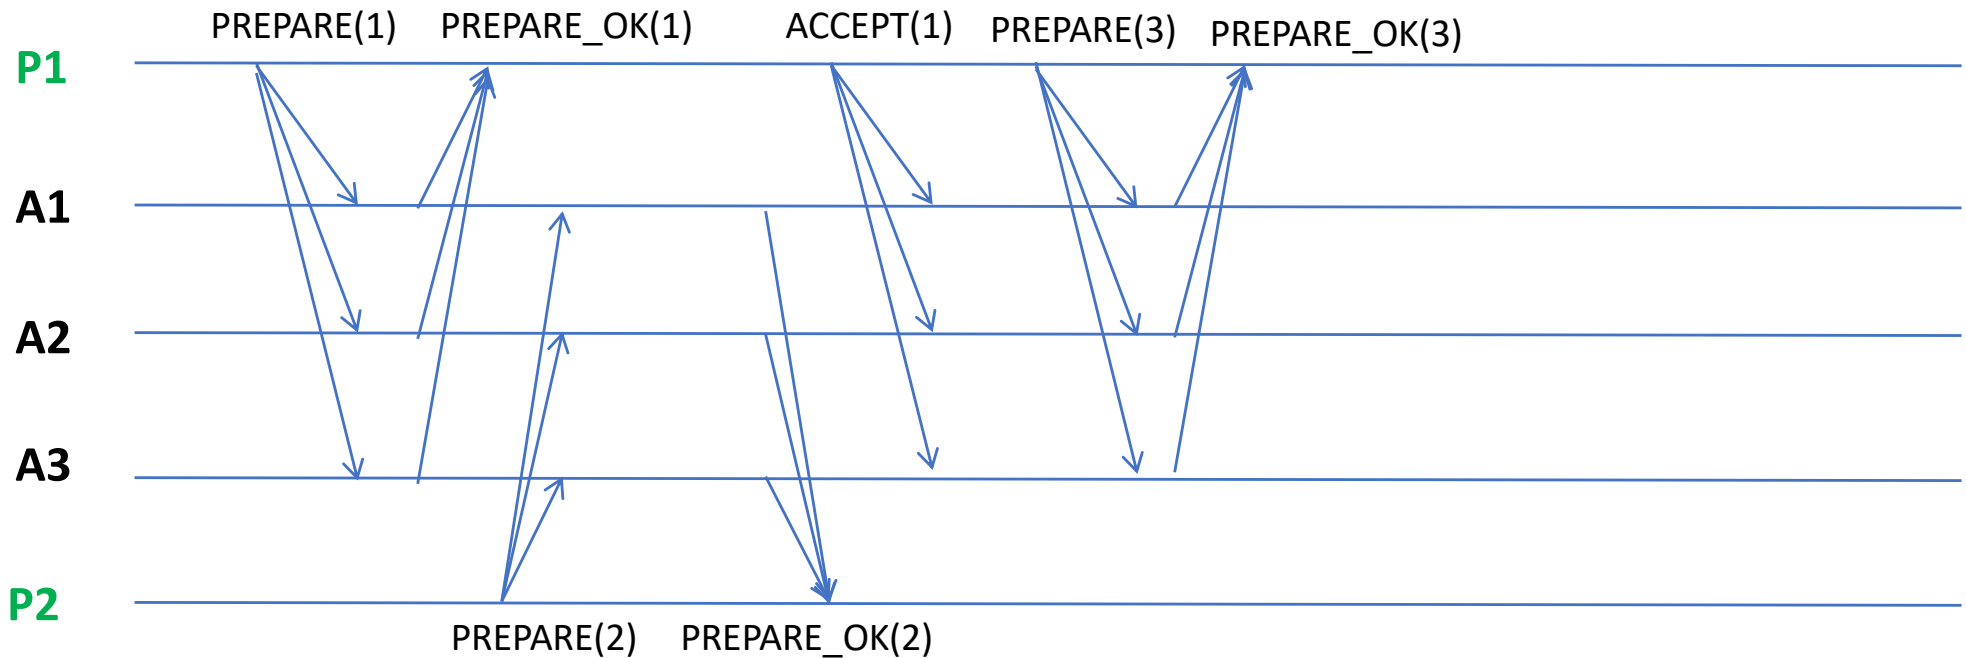 PREPARE(1) PREPARE_OK(1) ACCEPT(1) PREPARE(3) PREPARE_OK(3)
P1
A1
A2
A3
P2
PREPARE(2) PREPARE_OK(2)